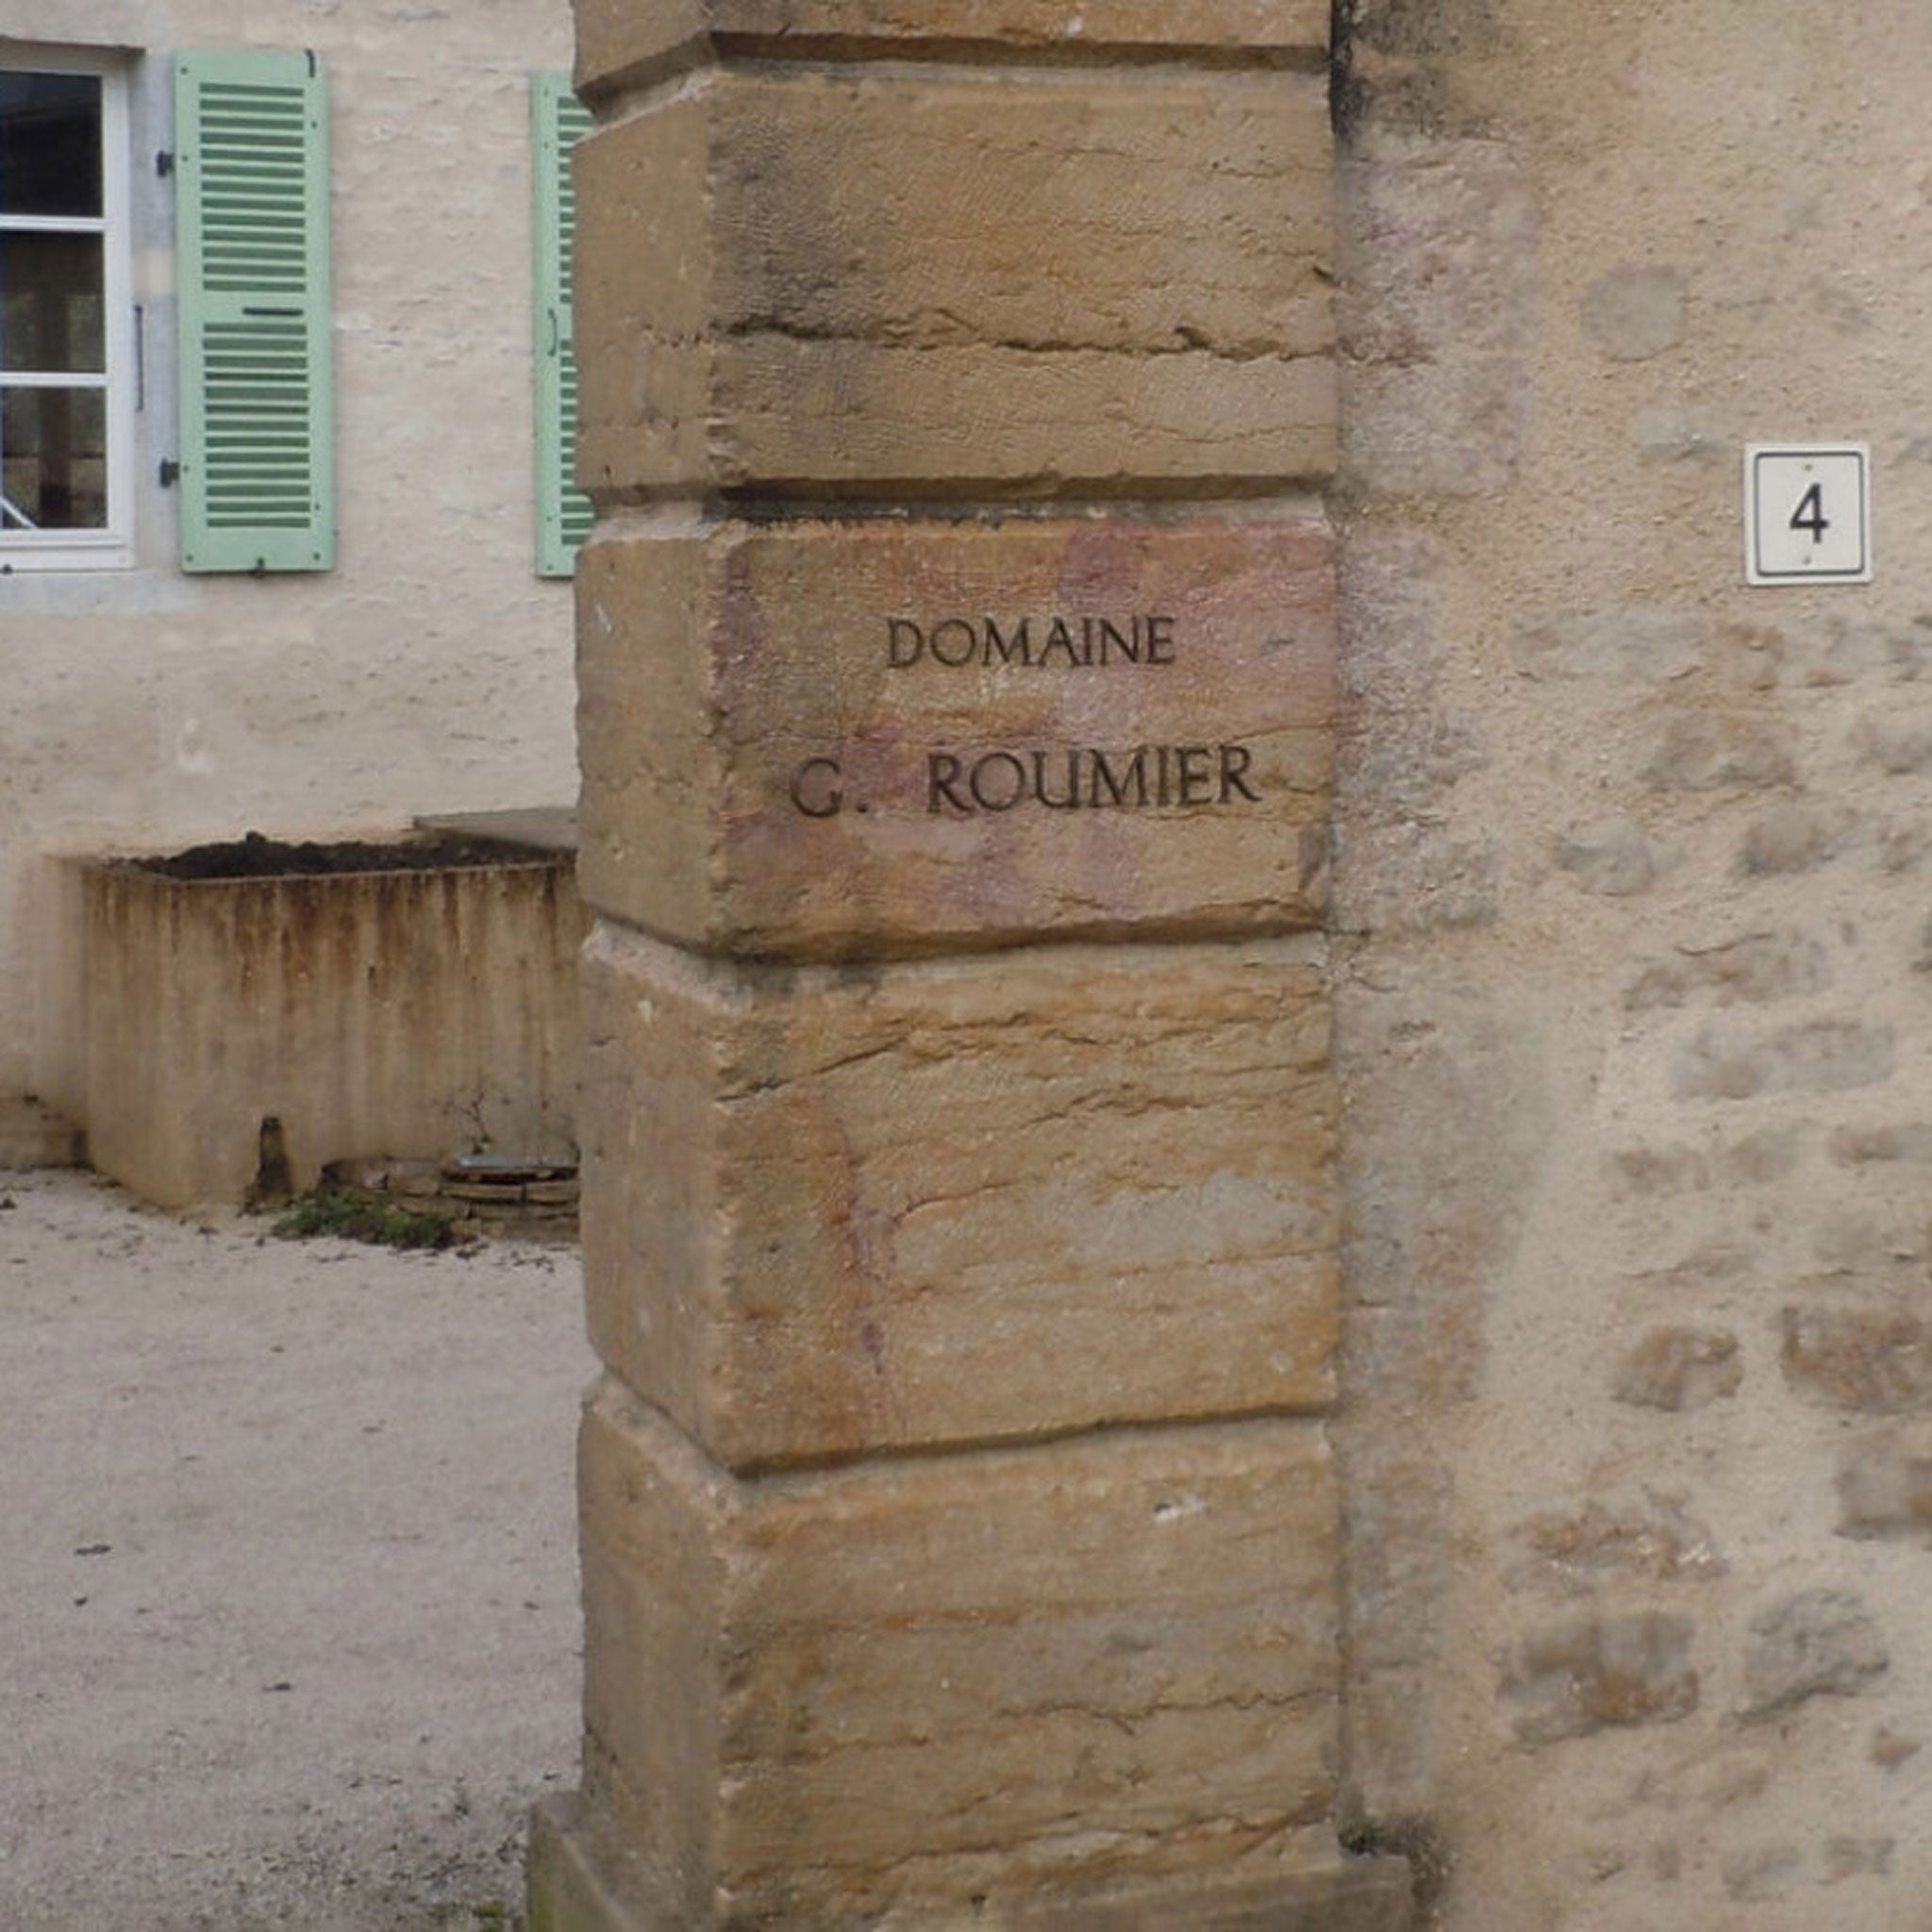 DOMAINE
G. ROUMIER
4